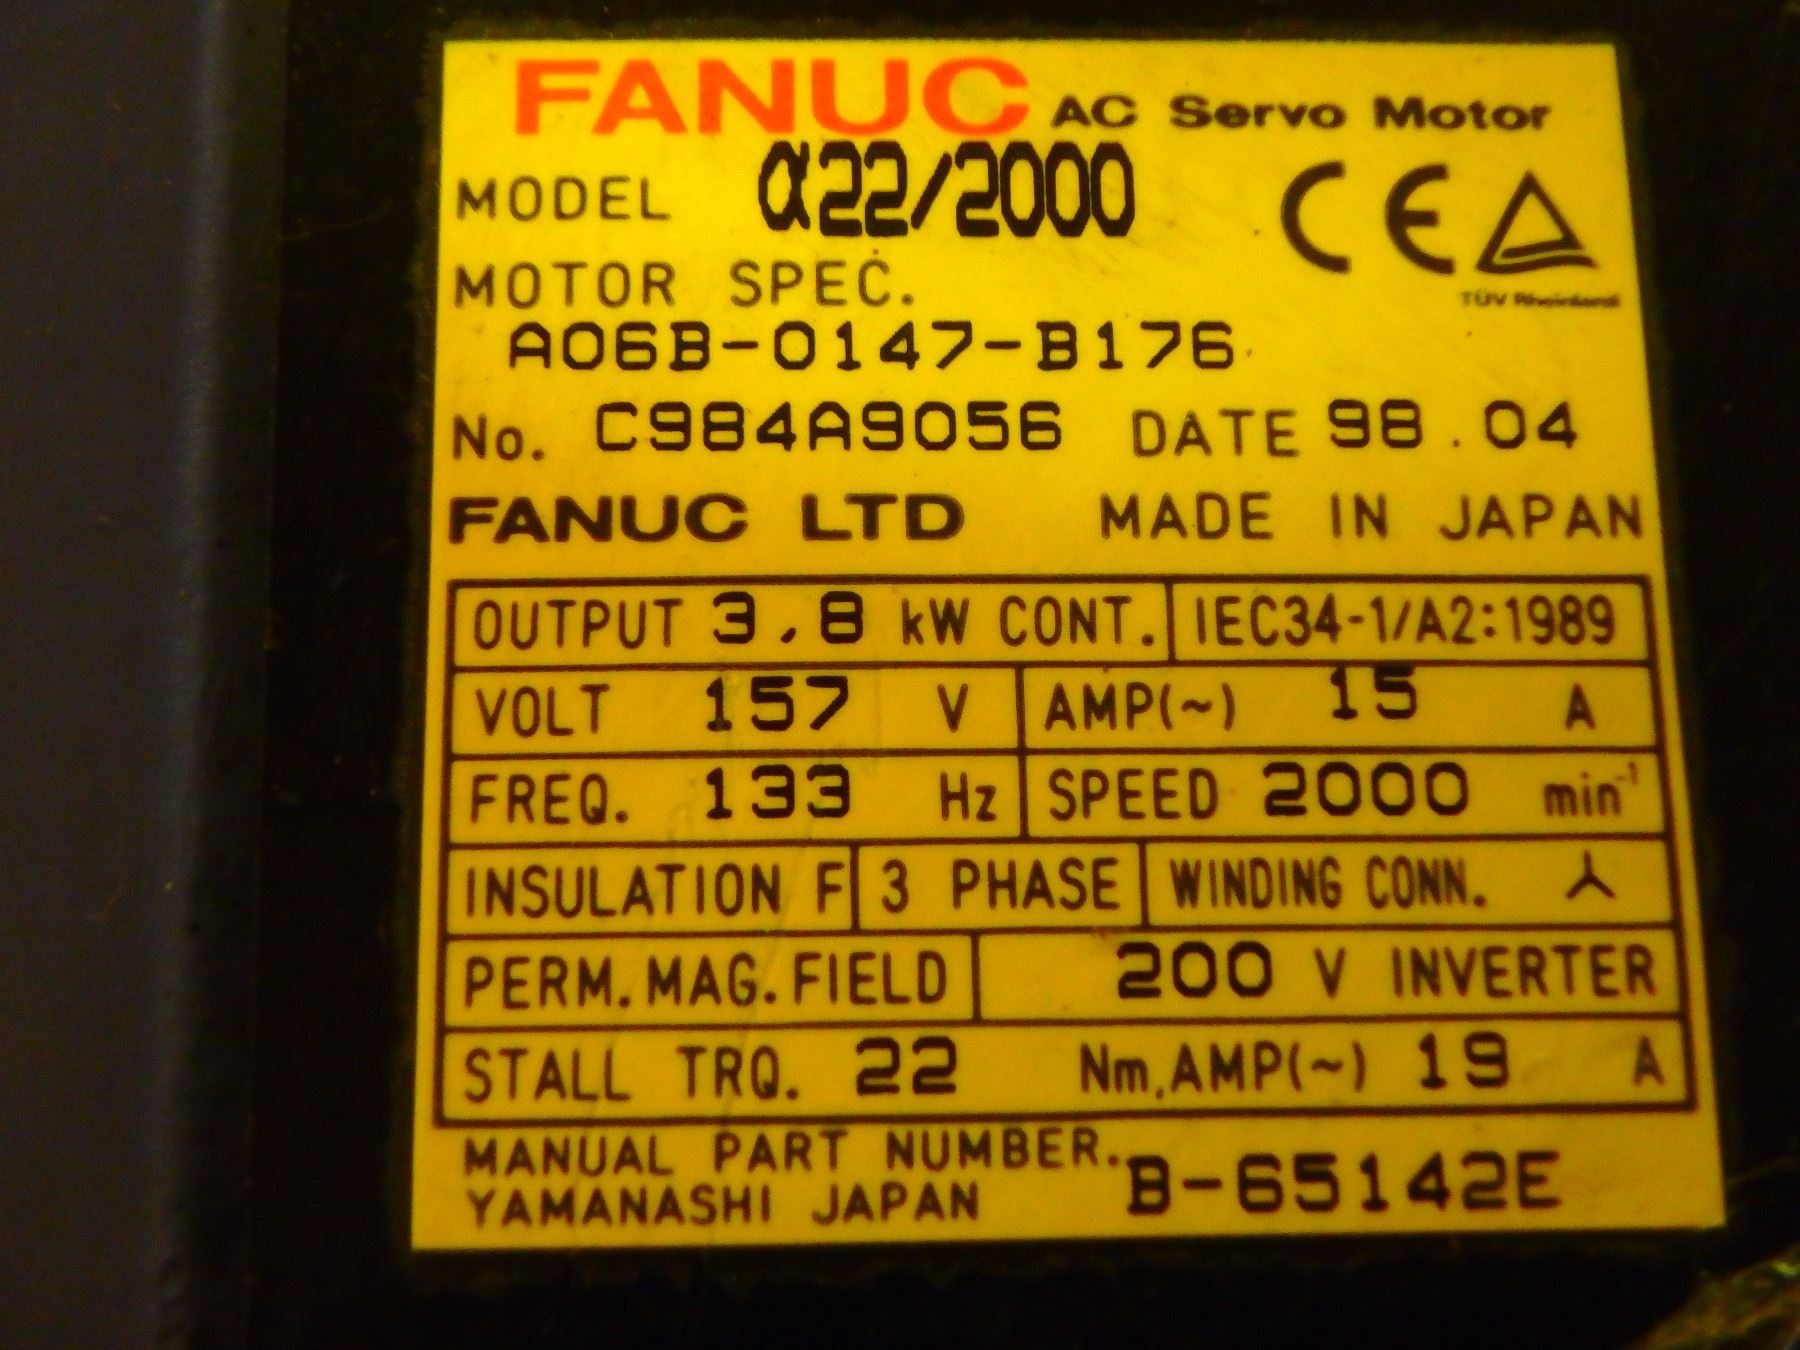 FANUC AC Servo Motor
MODEL α22/2000
CE
TÜV Rheinland
MOTOR SPEC.
A06B-0147-B176
No. C984A9056 DATE 98.04
FANUC LTD MADE IN JAPAN
OUTPUT 3.8 kW CONT. IEC34-1/A2:1989
VOLT 157 V AMP(~) 15 A
FREQ. 133 Hz SPEED 2000 min⁻¹
INSULATION F 3 PHASE WINDING CONN.
PERM.MAG.FIELD 200 V INVERTER
STALL TRQ. 22 Nm,AMP(~) 19 A
MANUAL PART NUMBER. B-65142E
YAMANASHI JAPAN